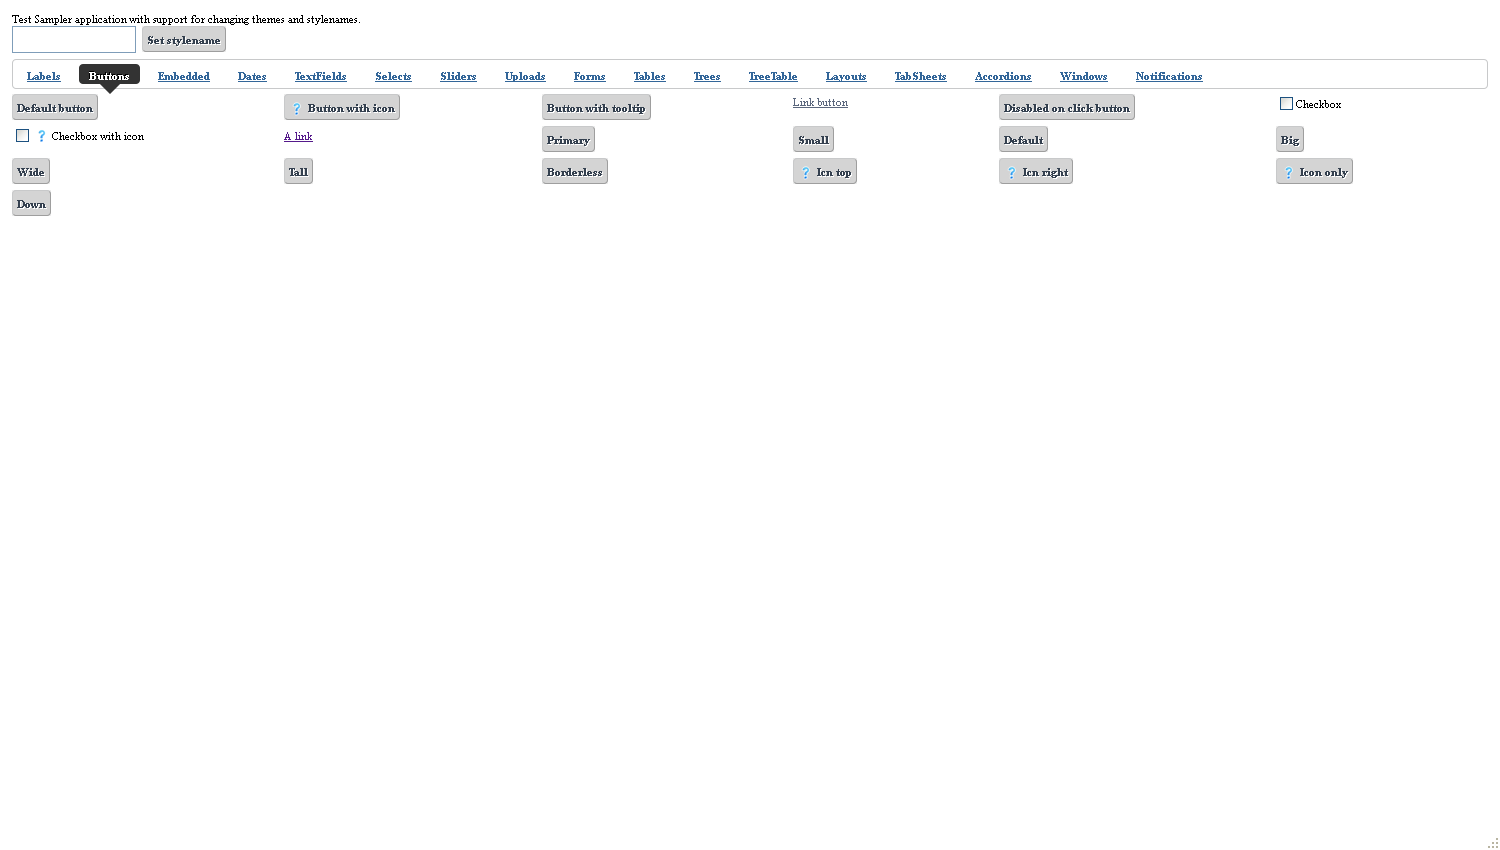 Test Sampler application with support for changing themes and stylenames.
Set stylename
Labels Buttons Embedded Dates TextFields Selects Sliders Uploads Forms Tables Trees TreeTable Layouts TabSheets Accordions Windows Notifications
Default button ? Button with icon Button with tooltip Link button Disabled on click button Checkbox
? Checkbox with icon A link Primary Small Default Big
Wide Tall Borderless ? Icn top ? Icn right ? Icon only
Down